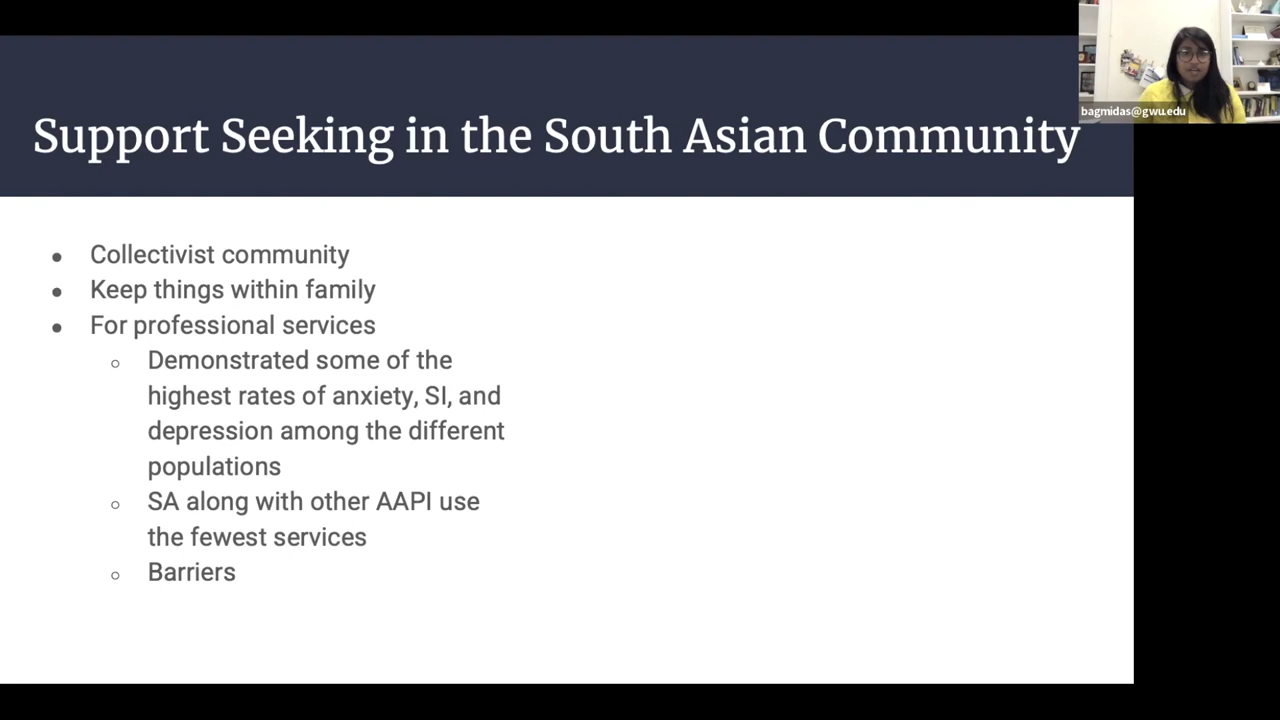 Support Seeking in the South Asian Community
bagmidas@gwu.edu
● Collectivist community
● Keep things within family
● For professional services
○ Demonstrated some of the
highest rates of anxiety, SI, and
depression among the different
populations
○ SA along with other AAPI use
the fewest services
○ Barriers